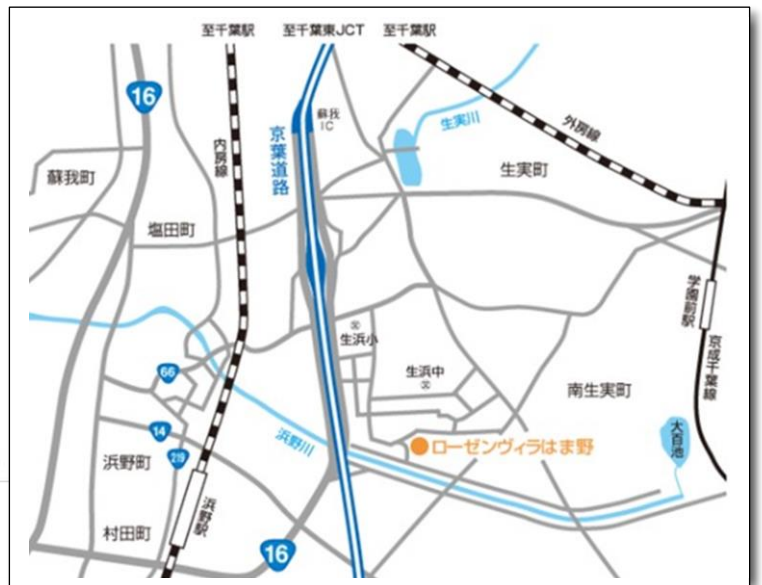 至千葉駅
至千葉東JCT
至千葉駅
16
蘇我
IC
生実川
外房線
京葉道路
内房線
蘇我町
生実町
塩田町
学園前駅
京成千葉線
生浜小
66
生浜中
南生実町
14
大百池
浜野川
ローゼンヴィラはま野
219
浜野町
浜野駅
村田町
16